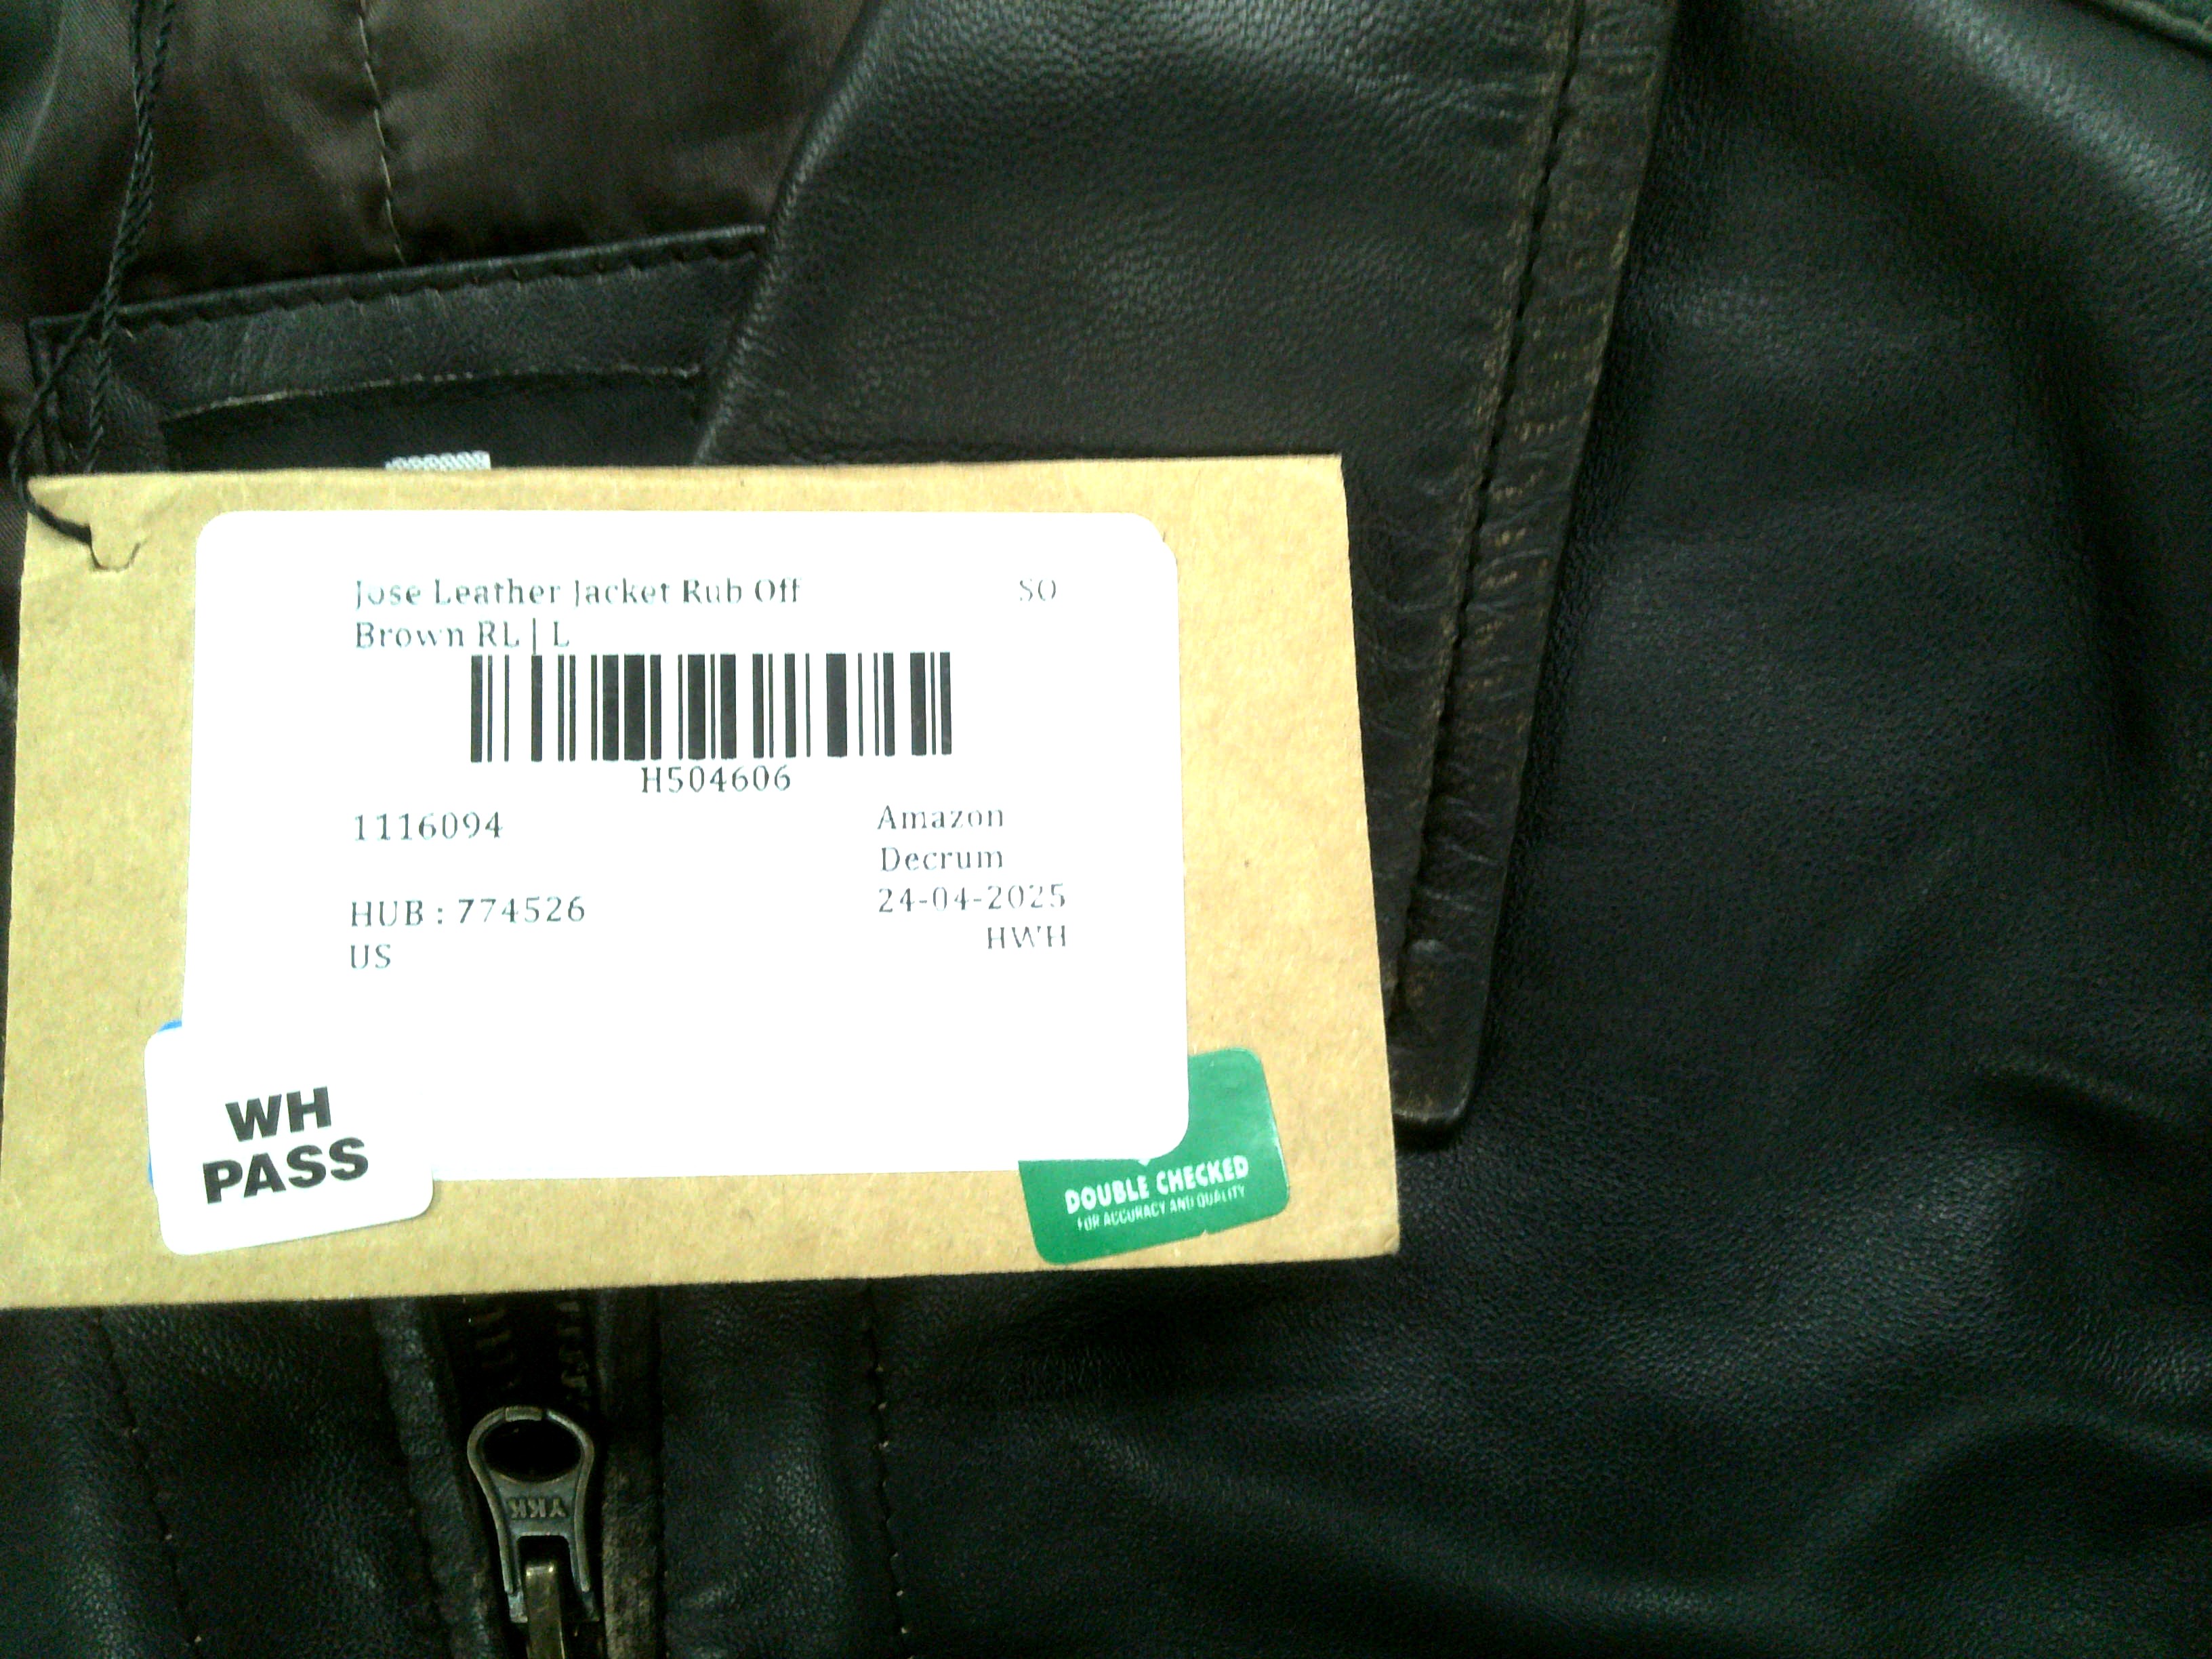 Jose Leather Jacket Rub Off SO
Brown RL | L
H504606
1116094 Amazon
Decrum
HUB : 774526 24-04-2025
US HWH
WH
PASS
DOUBLE CHECKED
FOR ACCURACY AND QUALITY
YKK